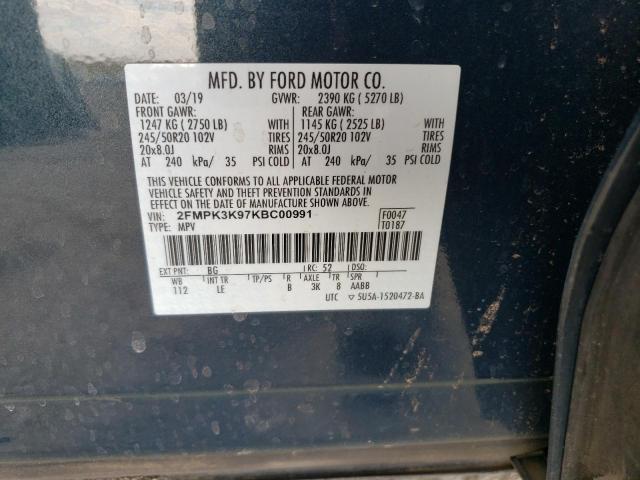 MFD. BY FORD MOTOR CO.
DATE: 03/19 GVWR: 2390 KG ( 5270 LB)
FRONT GAWR: REAR GAWR:
1247 KG ( 2750 LB) WITH 1145 KG ( 2525 LB) WITH
245/50R20 102V TIRES 245/50R20 102V TIRES
20x8.0J RIMS 20x8.0J RIMS
AT 240 kPa/ 35 PSI COLD AT 240 kPa/ 35 PSI COLD
THIS VEHICLE CONFORMS TO ALL APPLICABLE FEDERAL MOTOR
VEHICLE SAFETY AND THEFT PREVENTION STANDARDS IN
EFFECT ON THE DATE OF MANUFACTURE SHOWN ABOVE.
VIN: 2FMPK3K97KBC00991 F0047
TYPE: MPV T0187
EXT PNT: BG RC: 52 DSO:
WB INT TR TP/PS R AXLE TR SPR
112 LE B 3K 8 AABB
UTC ▽ 5U5A-1520472-BA